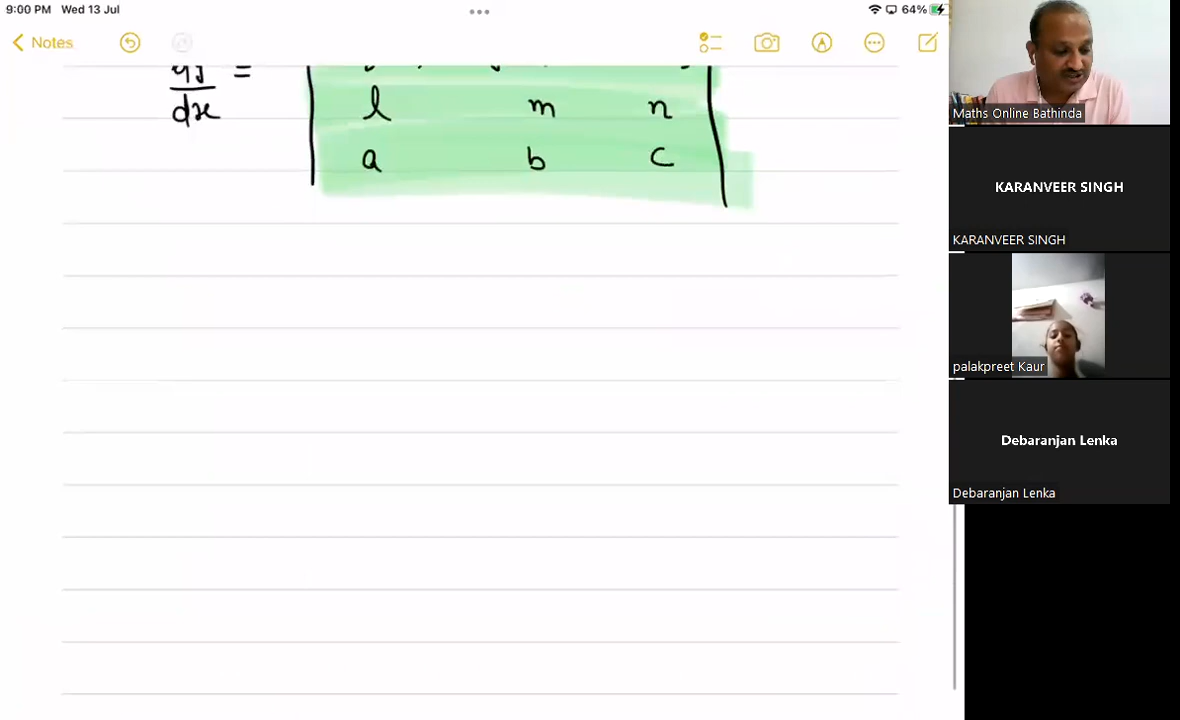 9:00 PM Wed 13 Jul
64%
Notes
dx =
l m n
a b c
Maths Online Bathinda
KARANVEER SINGH
KARANVEER SINGH
palakpreet Kaur
Debaranjan Lenka
Debaranjan Lenka